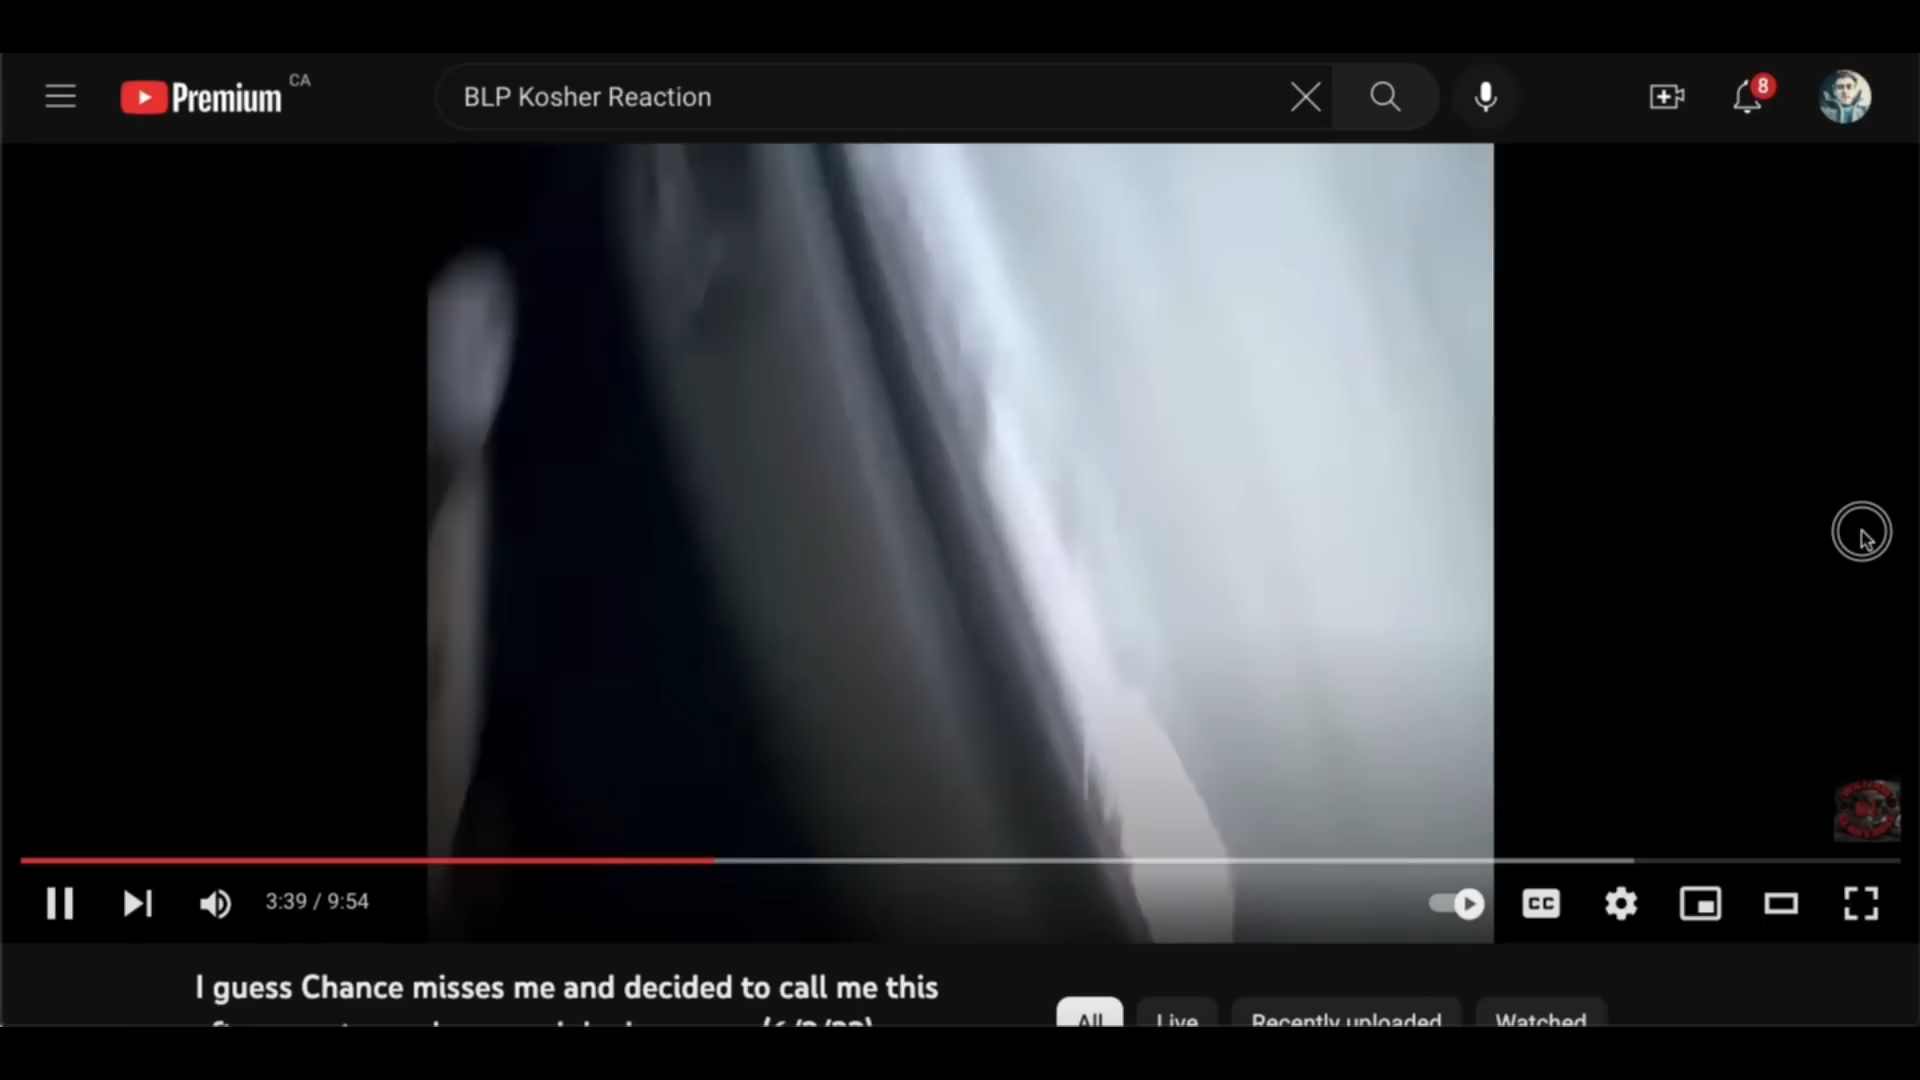 Premium CA
BLP Kosher Reaction
8
3:39 / 9:54
CC
I guess Chance misses me and decided to call me this
All Live Recently uploaded Watched